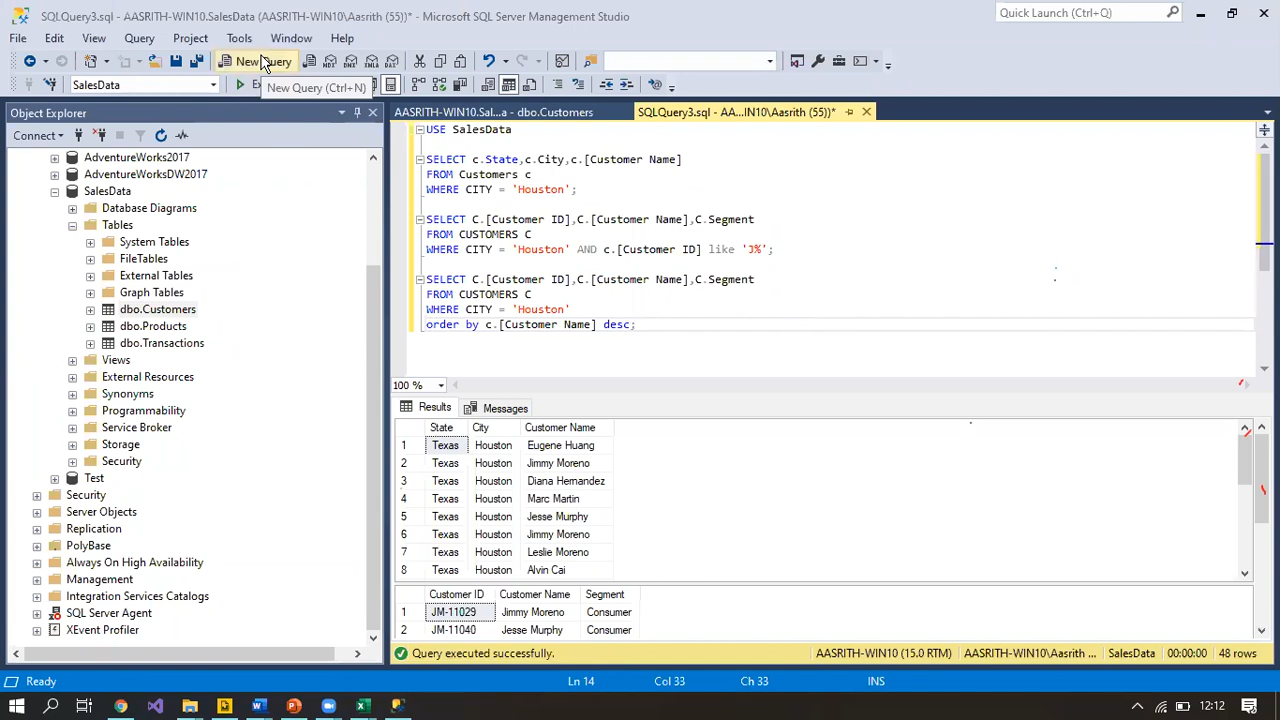 SQLQuery3.sql - AASRITH-WIN10.SalesData (AASRITH-WIN10\Aasrith (55))* - Microsoft SQL Server Management Studio
Quick Launch (Ctrl+Q)
File Edit View Query Project Tools Window Help
New Query
MDX DMX XMLA DAX
SalesData
New Query (Ctrl+N)
Object Explorer
Connect
AdventureWorks2017
AdventureWorksDW2017
SalesData
Database Diagrams
Tables
System Tables
FileTables
External Tables
Graph Tables
dbo.Customers
dbo.Products
dbo.Transactions
Views
External Resources
Synonyms
Programmability
Service Broker
Storage
Security
Test
Security
Server Objects
Replication
PolyBase
Always On High Availability
Management
Integration Services Catalogs
SQL Server Agent
XEvent Profiler
AASRITH-WIN10.Sal...a - dbo.Customers
SQLQuery3.sql - AA...IN10\Aasrith (55))*
USE SalesData
SELECT c.State,c.City,c.[Customer Name]
FROM Customers c
WHERE CITY = 'Houston';
SELECT C.[Customer ID],C.[Customer Name],C.Segment
FROM CUSTOMERS C
WHERE CITY = 'Houston' AND c.[Customer ID] like 'J%';
SELECT C.[Customer ID],C.[Customer Name],C.Segment
FROM CUSTOMERS C
WHERE CITY = 'Houston'
order by c.[Customer Name] desc;
100 %
Results Messages
State City Customer Name
1 Texas Houston Eugene Huang
2 Texas Houston Jimmy Moreno
3 Texas Houston Diana Hernandez
4 Texas Houston Marc Martin
5 Texas Houston Jesse Murphy
6 Texas Houston Jimmy Moreno
7 Texas Houston Leslie Moreno
8 Texas Houston Alvin Cai
Customer ID Customer Name Segment
1 JM-11029 Jimmy Moreno Consumer
2 JM-11040 Jesse Murphy Consumer
Query executed successfully.
AASRITH-WIN10 (15.0 RTM) AASRITH-WIN10\Aasrith ... SalesData 00:00:00 48 rows
Ready Ln 14 Col 33 Ch 33 INS
12:12